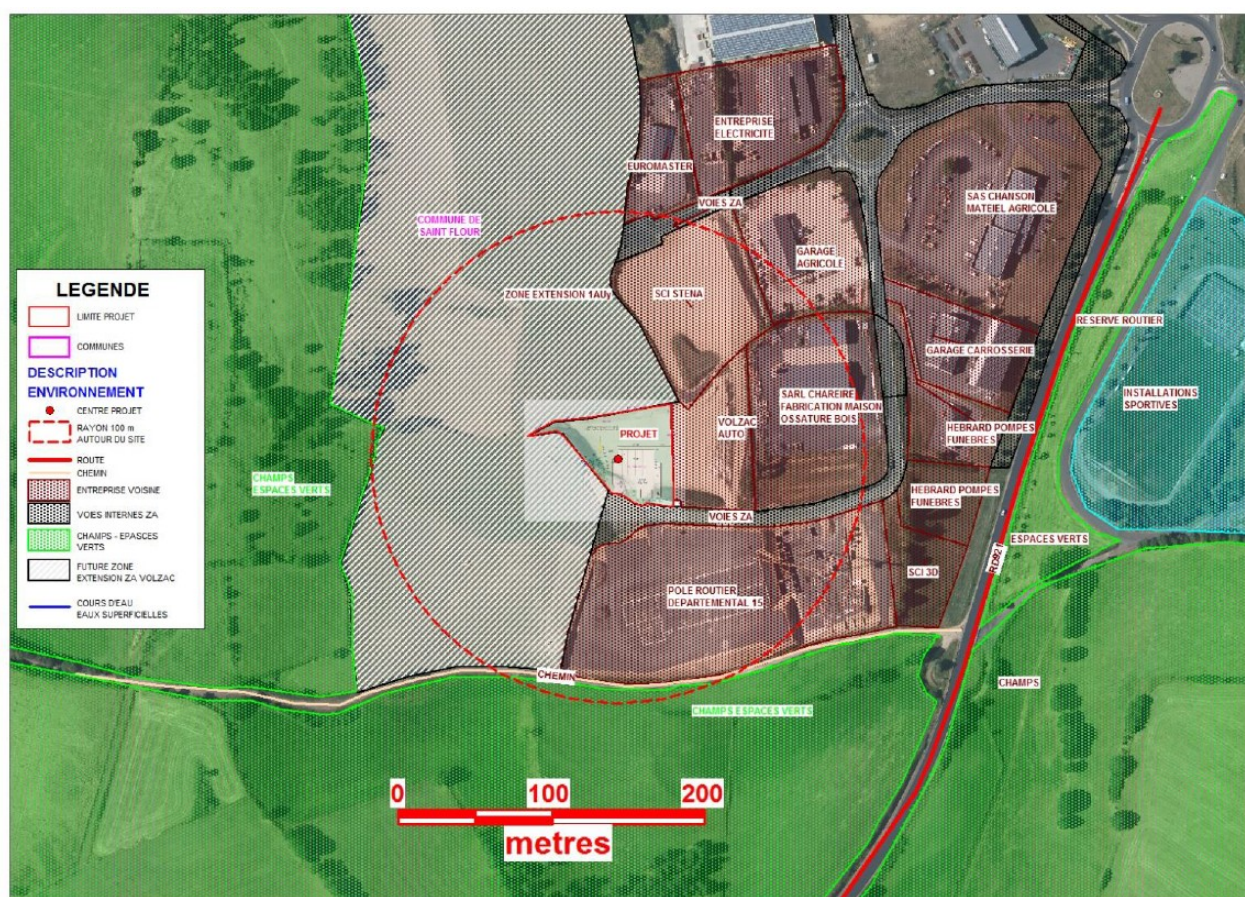 ENTREPRISE
ELECTRICITE
EUROMASTER
VOIES ZA
SAS CHANSON
MATEIEL AGRICOLE
COMMUNE DE
SAINT FLOUR
GARAGE
AGRICOLE
ZONE EXTENSION 1AUy
SCI STENA
RESERVE ROUTIER
GARAGE CARROSSERIE
INSTALLATIONS
SPORTIVES
SARL CHAREIRE
FABRICATION MAISON
OSSATURE BOIS
VOLZAC
AUTO
PROJET
HEBRARD POMPES
FUNEBRES
CHAMPS
ESPACES VERTS
HEBRARD POMPES
FUNEBRES
VOIES ZA
ESPACES VERTS
RD921
SCI 3D
POLE ROUTIER
DEPARTEMENTAL 15
CHEMIN
CHAMPS
CHAMPS ESPACES VERTS
LEGENDE
LIMITE PROJET
COMMUNES
DESCRIPTION
ENVIRONNEMENT
CENTRE PROJET
RAYON 100 m
AUTOUR DU SITE
ROUTE
CHEMIN
ENTREPRISE VOISINE
VOIES INTERNES ZA
CHAMPS - EPASCES
VERTS
FUTURE ZONE
EXTENSION ZA VOLZAC
COURS D'EAU
EAUX SUPERFICIELLES
0 100 200
metres